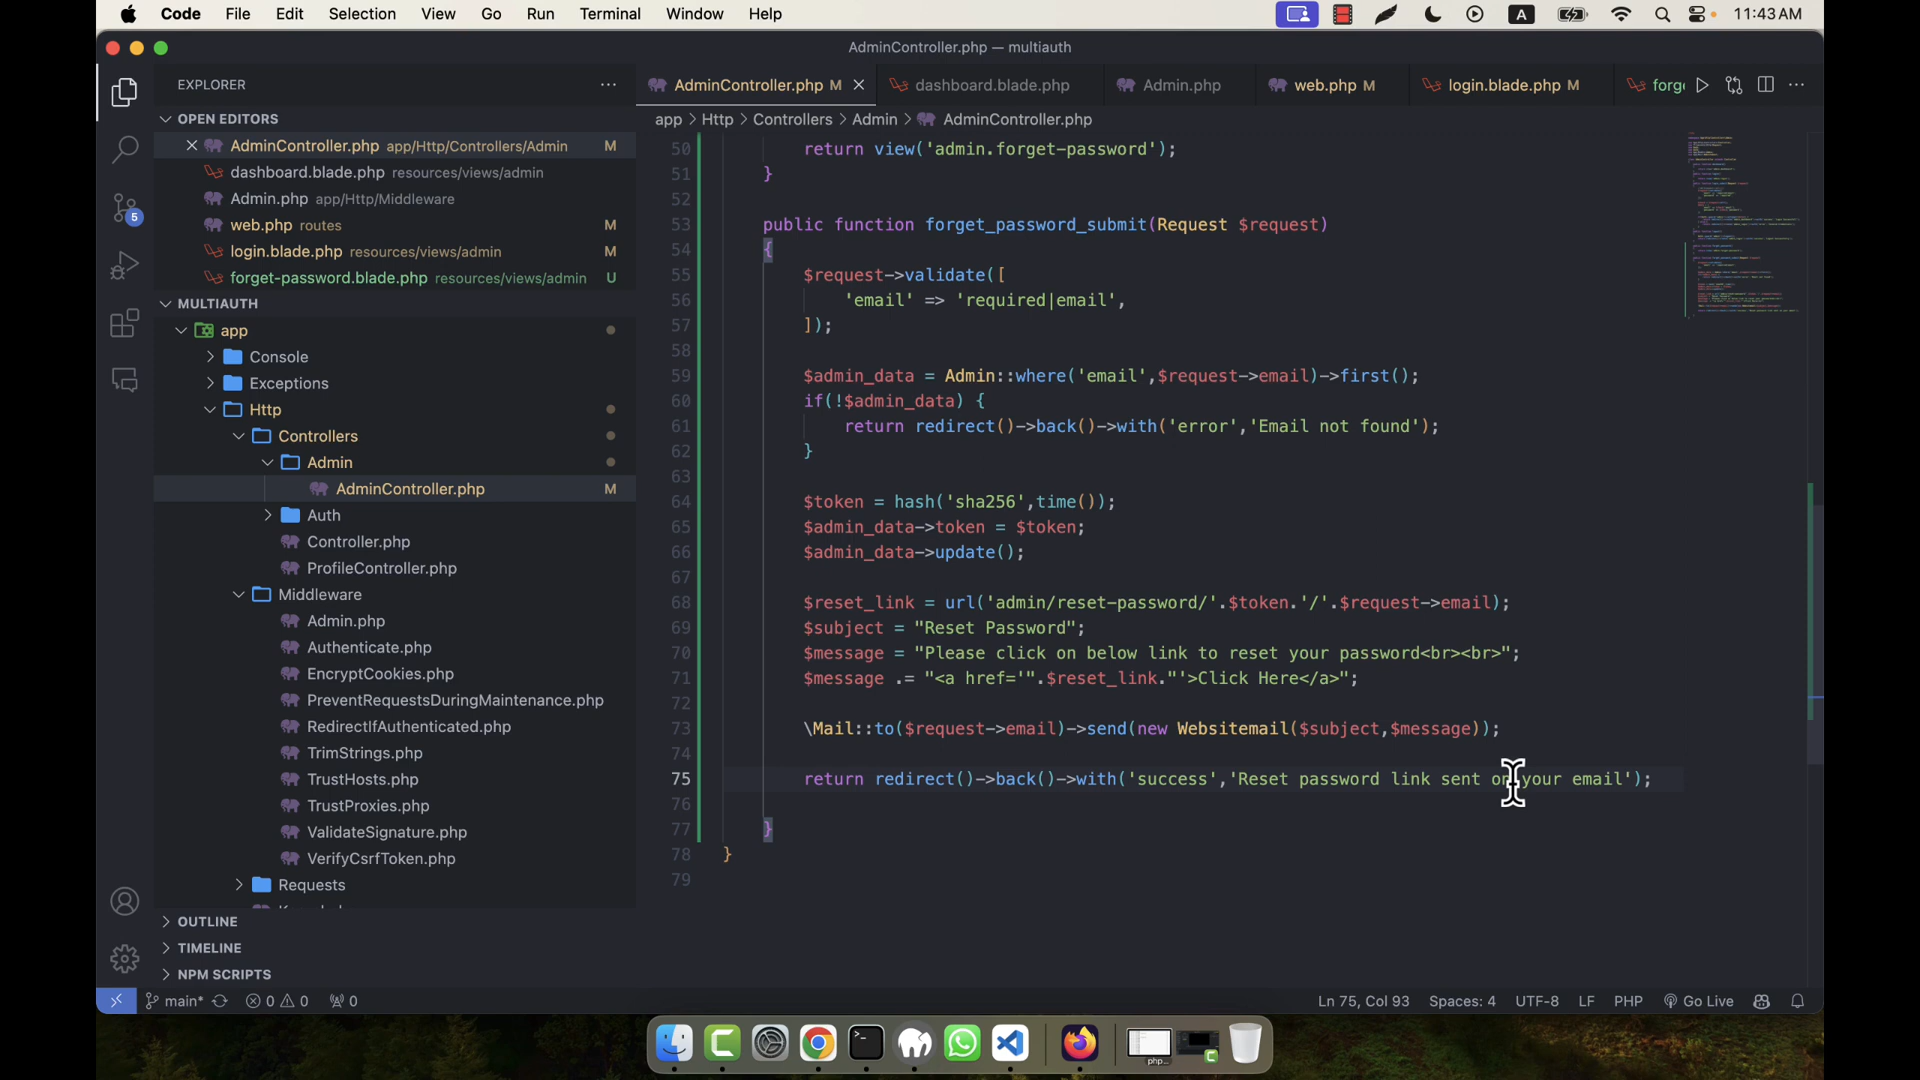 Code File Edit Selection View Go Run Terminal Window Help
A
11:43 AM
AdminController.php — multiauth
EXPLORER
OPEN EDITORS
AdminController.php app/Http/Controllers/Admin M
dashboard.blade.php resources/views/admin
Admin.php app/Http/Middleware
web.php routes M
login.blade.php resources/views/admin M
forget-password.blade.php resources/views/admin U
MULTIAUTH
app
Console
Exceptions
Http
Controllers
Admin
AdminController.php M
Auth
Controller.php
ProfileController.php
Middleware
Admin.php
Authenticate.php
EncryptCookies.php
PreventRequestsDuringMaintenance.php
RedirectIfAuthenticated.php
TrimStrings.php
TrustHosts.php
TrustProxies.php
ValidateSignature.php
VerifyCsrfToken.php
Requests
OUTLINE
TIMELINE
NPM SCRIPTS
5
AdminController.php M
dashboard.blade.php
Admin.php
web.php M
login.blade.php M
forg
app > Http > Controllers > Admin > AdminController.php
50 return view('admin.forget-password');
51 }
52
53 public function forget_password_submit(Request $request)
54 {
55 $request->validate([
56 'email' => 'required|email',
57 ]);
58
59 $admin_data = Admin::where('email',$request->email)->first();
60 if(!$admin_data) {
61 return redirect()->back()->with('error','Email not found');
62 }
63
64 $token = hash('sha256',time());
65 $admin_data->token = $token;
66 $admin_data->update();
67
68 $reset_link = url('admin/reset-password/'.$token.'/'.$request->email);
69 $subject = "Reset Password";
70 $message = "Please click on below link to reset your password<br><br>";
71 $message .= "<a href='".$reset_link."'>Click Here</a>";
72
73 \Mail::to($request->email)->send(new Websitemail($subject,$message));
74
75 return redirect()->back()->with('success','Reset password link sent on your email');
76
77 }
78 }
79
main* 0 0 0
Ln 75, Col 93 Spaces: 4 UTF-8 LF PHP Go Live
php...